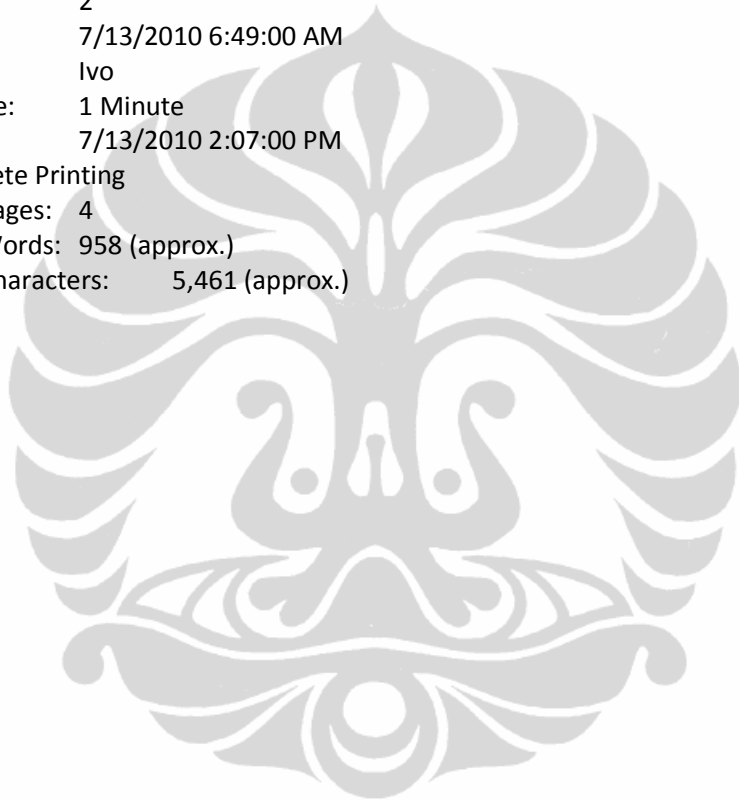 2
7/13/2010 6:49:00 AM
Ivo
e: 1 Minute
7/13/2010 2:07:00 PM
ete Printing
ages: 4
Words: 958 (approx.)
haracters: 5,461 (approx.)